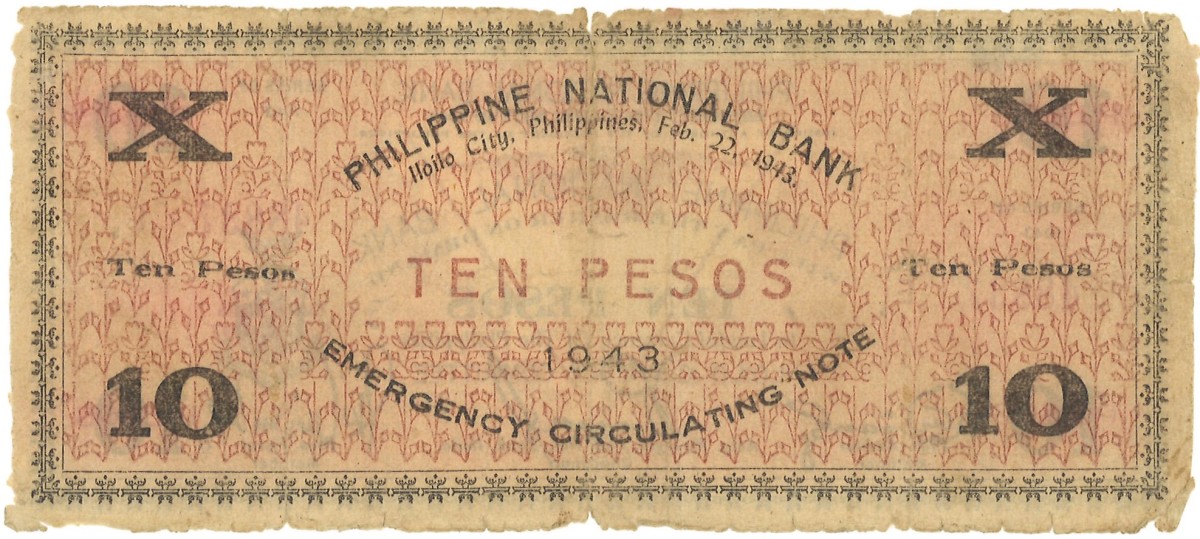 X X
PHILIPPINE NATIONAL BANK
Iloilo City, Philippines, Feb. 22, 1943.
Ten Pesos TEN PESOS Ten Pesos
1943
EMERGENCY CIRCULATING NOTE
10 10